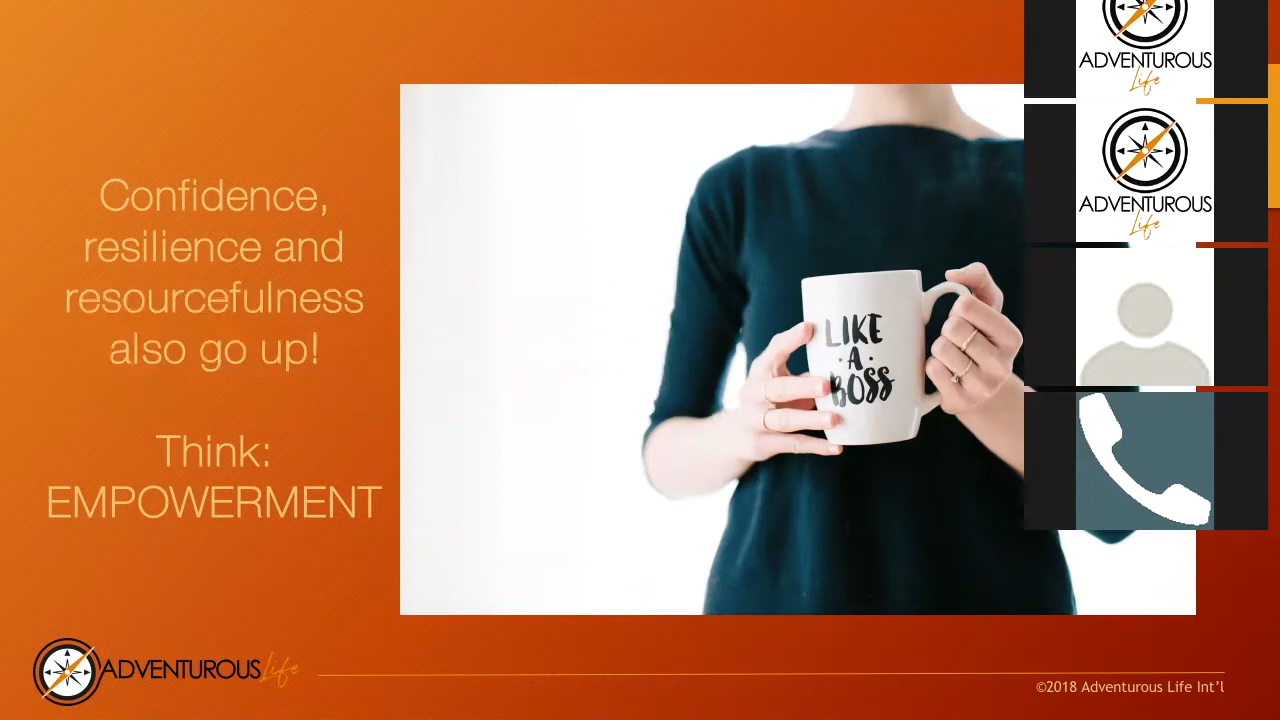 Confidence,
resilience and
resourcefulness
also go up!
Think:
EMPOWERMENT
LIKE
·A·
BOSS
ADVENTUROUS
Life
ADVENTUROUS
Life
ADVENTUROUS Life
©2018 Adventurous Life Int'l